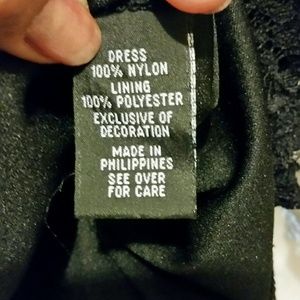 DRESS
100% NYLON
LINING
100% POLYESTER
EXCLUSIVE OF
DECORATION
MADE IN
PHILIPPINES
SEE OVER
FOR CARE